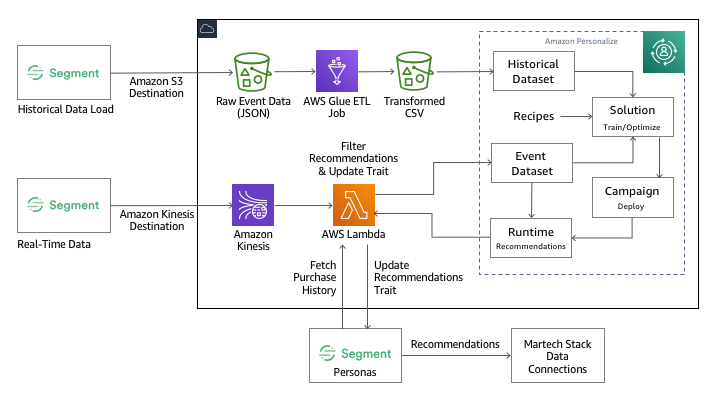 Amazon Personalize
Segment
Historical Data Load
Amazon S3
Destination
Raw Event Data
(JSON)
AWS Glue ETL
Job
Transformed
CSV
Historical
Dataset
Recipes
Solution
Train/Optimize
Filter
Recommendations
& Update Trait
Event
Dataset
Campaign
Deploy
Segment
Real-Time Data
Amazon Kinesis
Destination
Amazon
Kinesis
AWS Lambda
Runtime
Recommendations
Fetch
Purchase
History
Update
Recommendations
Trait
Segment
Personas
Recommendations
Martech Stack
Data
Connections